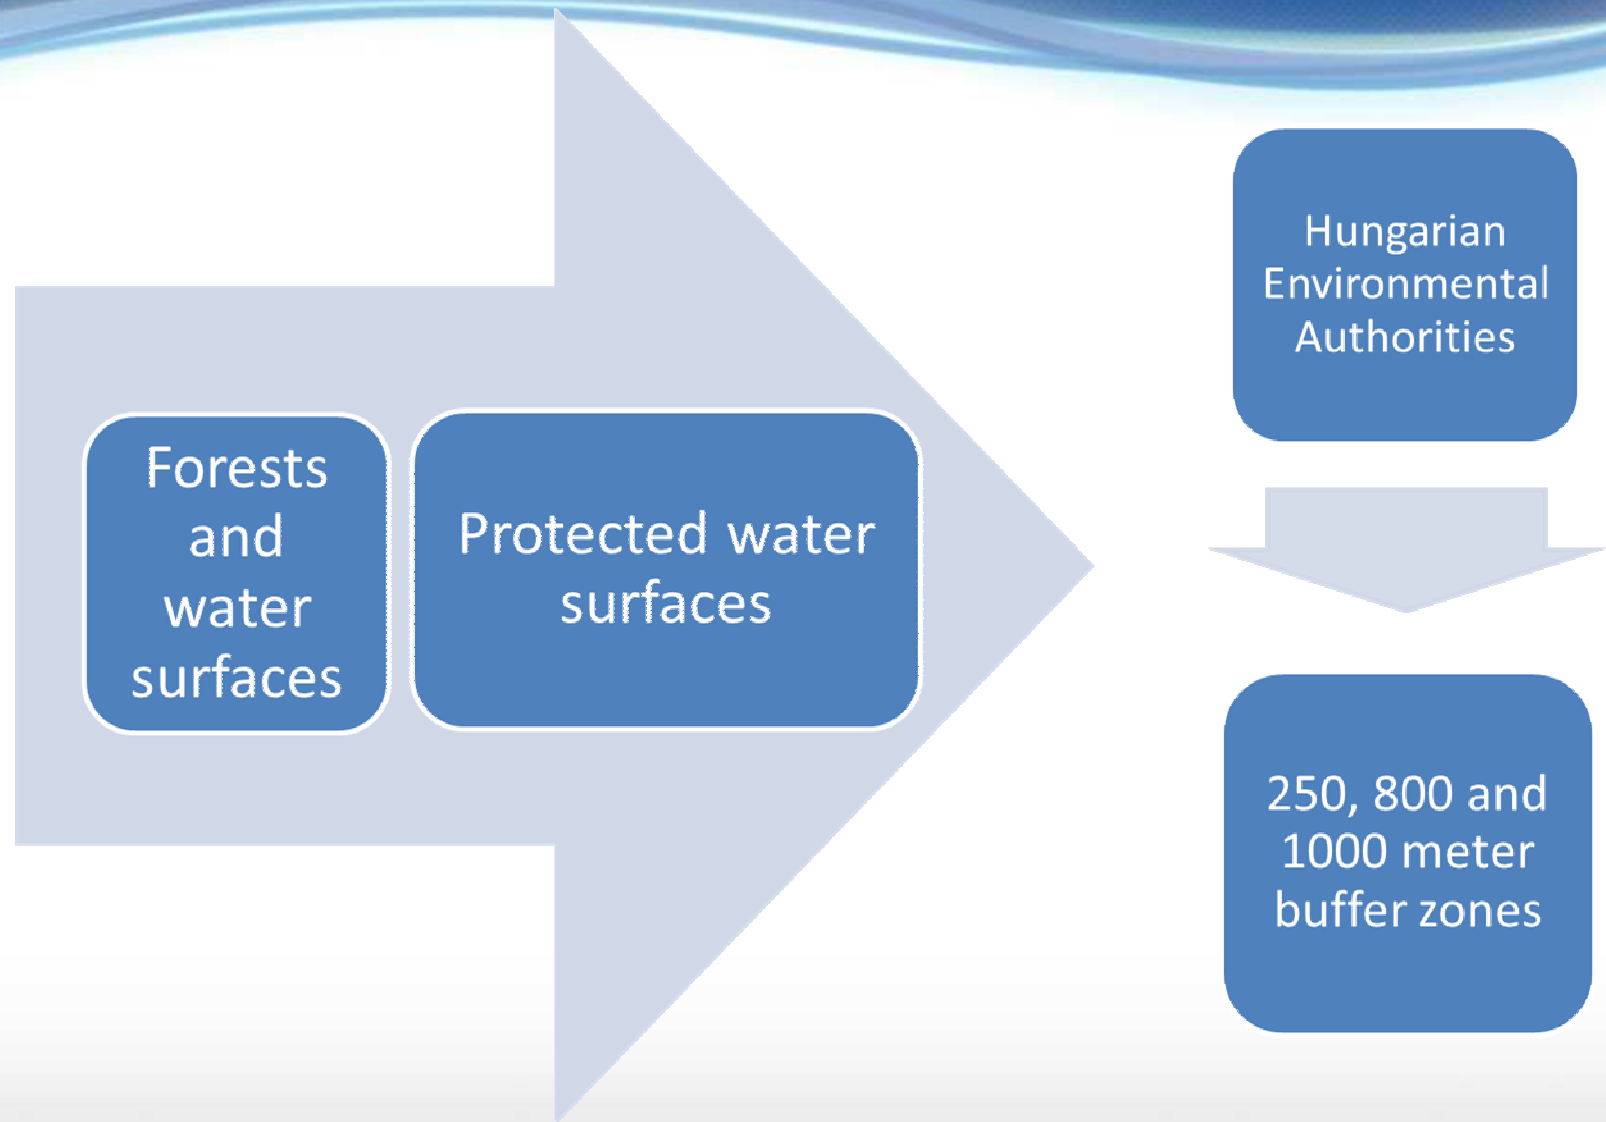 Forests
and
water
surfaces
Protected water
surfaces
Hungarian
Environmental
Authorities
250, 800 and
1000 meter
buffer zones